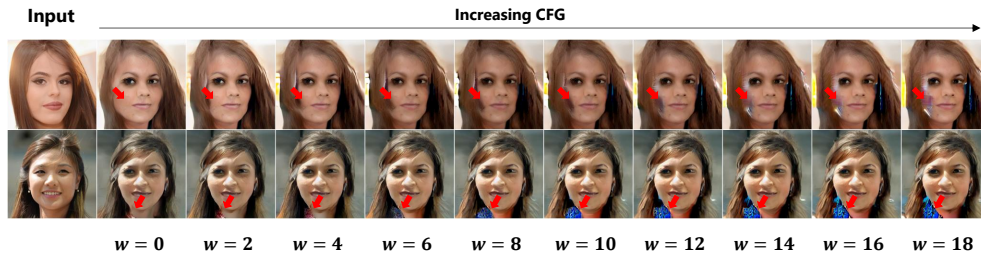 Input
Increasing CFG
w = 0
w = 2
w = 4
w = 6
w = 8
w = 10
w = 12
w = 14
w = 16
w = 18